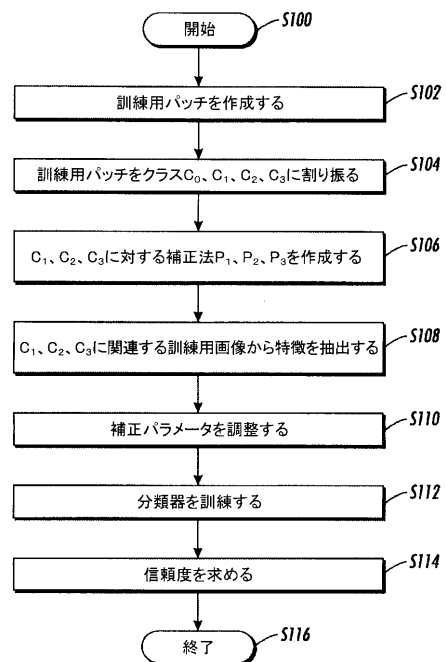 開始
S100
訓練用パッチを作成する
S102
訓練用パッチをクラスC₀、C₁、C₂、C₃に割り振る
S104
C₁、C₂、C₃に対する補正法P₁、P₂、P₃を作成する
S106
C₁、C₂、C₃に関連する訓練用画像から特徴を抽出する
S108
補正パラメータを調整する
S110
分類器を訓練する
S112
信頼度を求める
S114
終了
S116